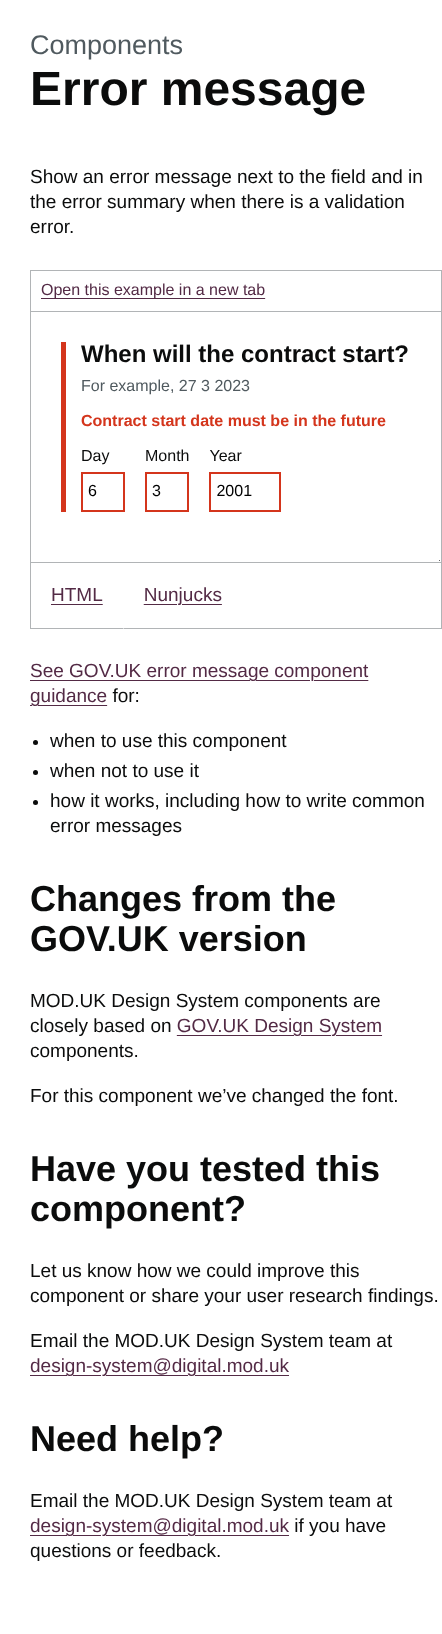 Components
Error message
Show an error message next to the field and in
the error summary when there is a validation
error.
Open this example in a new tab
When will the contract start?
For example, 27 3 2023
Contract start date must be in the future
Day Month Year
6 3 2001
HTML Nunjucks
See GOV.UK error message component
guidance for:
• when to use this component
• when not to use it
• how it works, including how to write common
error messages
Changes from the
GOV.UK version
MOD.UK Design System components are
closely based on GOV.UK Design System
components.
For this component we’ve changed the font.
Have you tested this
component?
Let us know how we could improve this
component or share your user research findings.
Email the MOD.UK Design System team at
design-system@digital.mod.uk
Need help?
Email the MOD.UK Design System team at
design-system@digital.mod.uk if you have
questions or feedback.